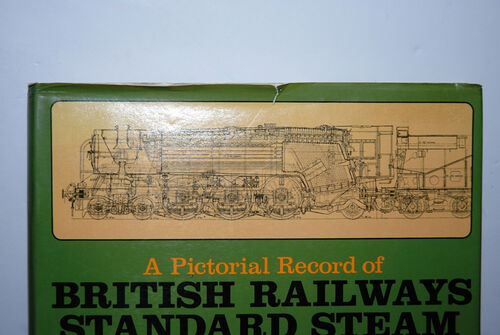 A Pictorial Record of
BRITISH RAILWAYS
STANDARD STEAM